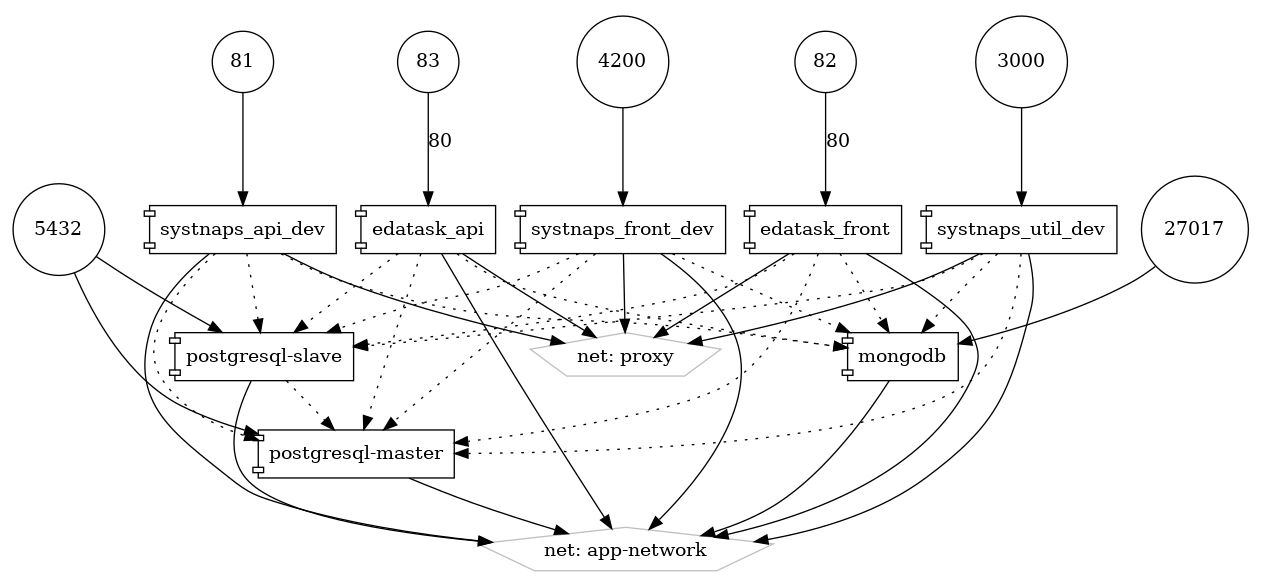 81
83
4200
82
3000
80
80
5432
systnaps_api_dev
edatask_api
systnaps_front_dev
edatask_front
systnaps_util_dev
27017
postgresql-slave
net: proxy
mongodb
postgresql-master
net: app-network